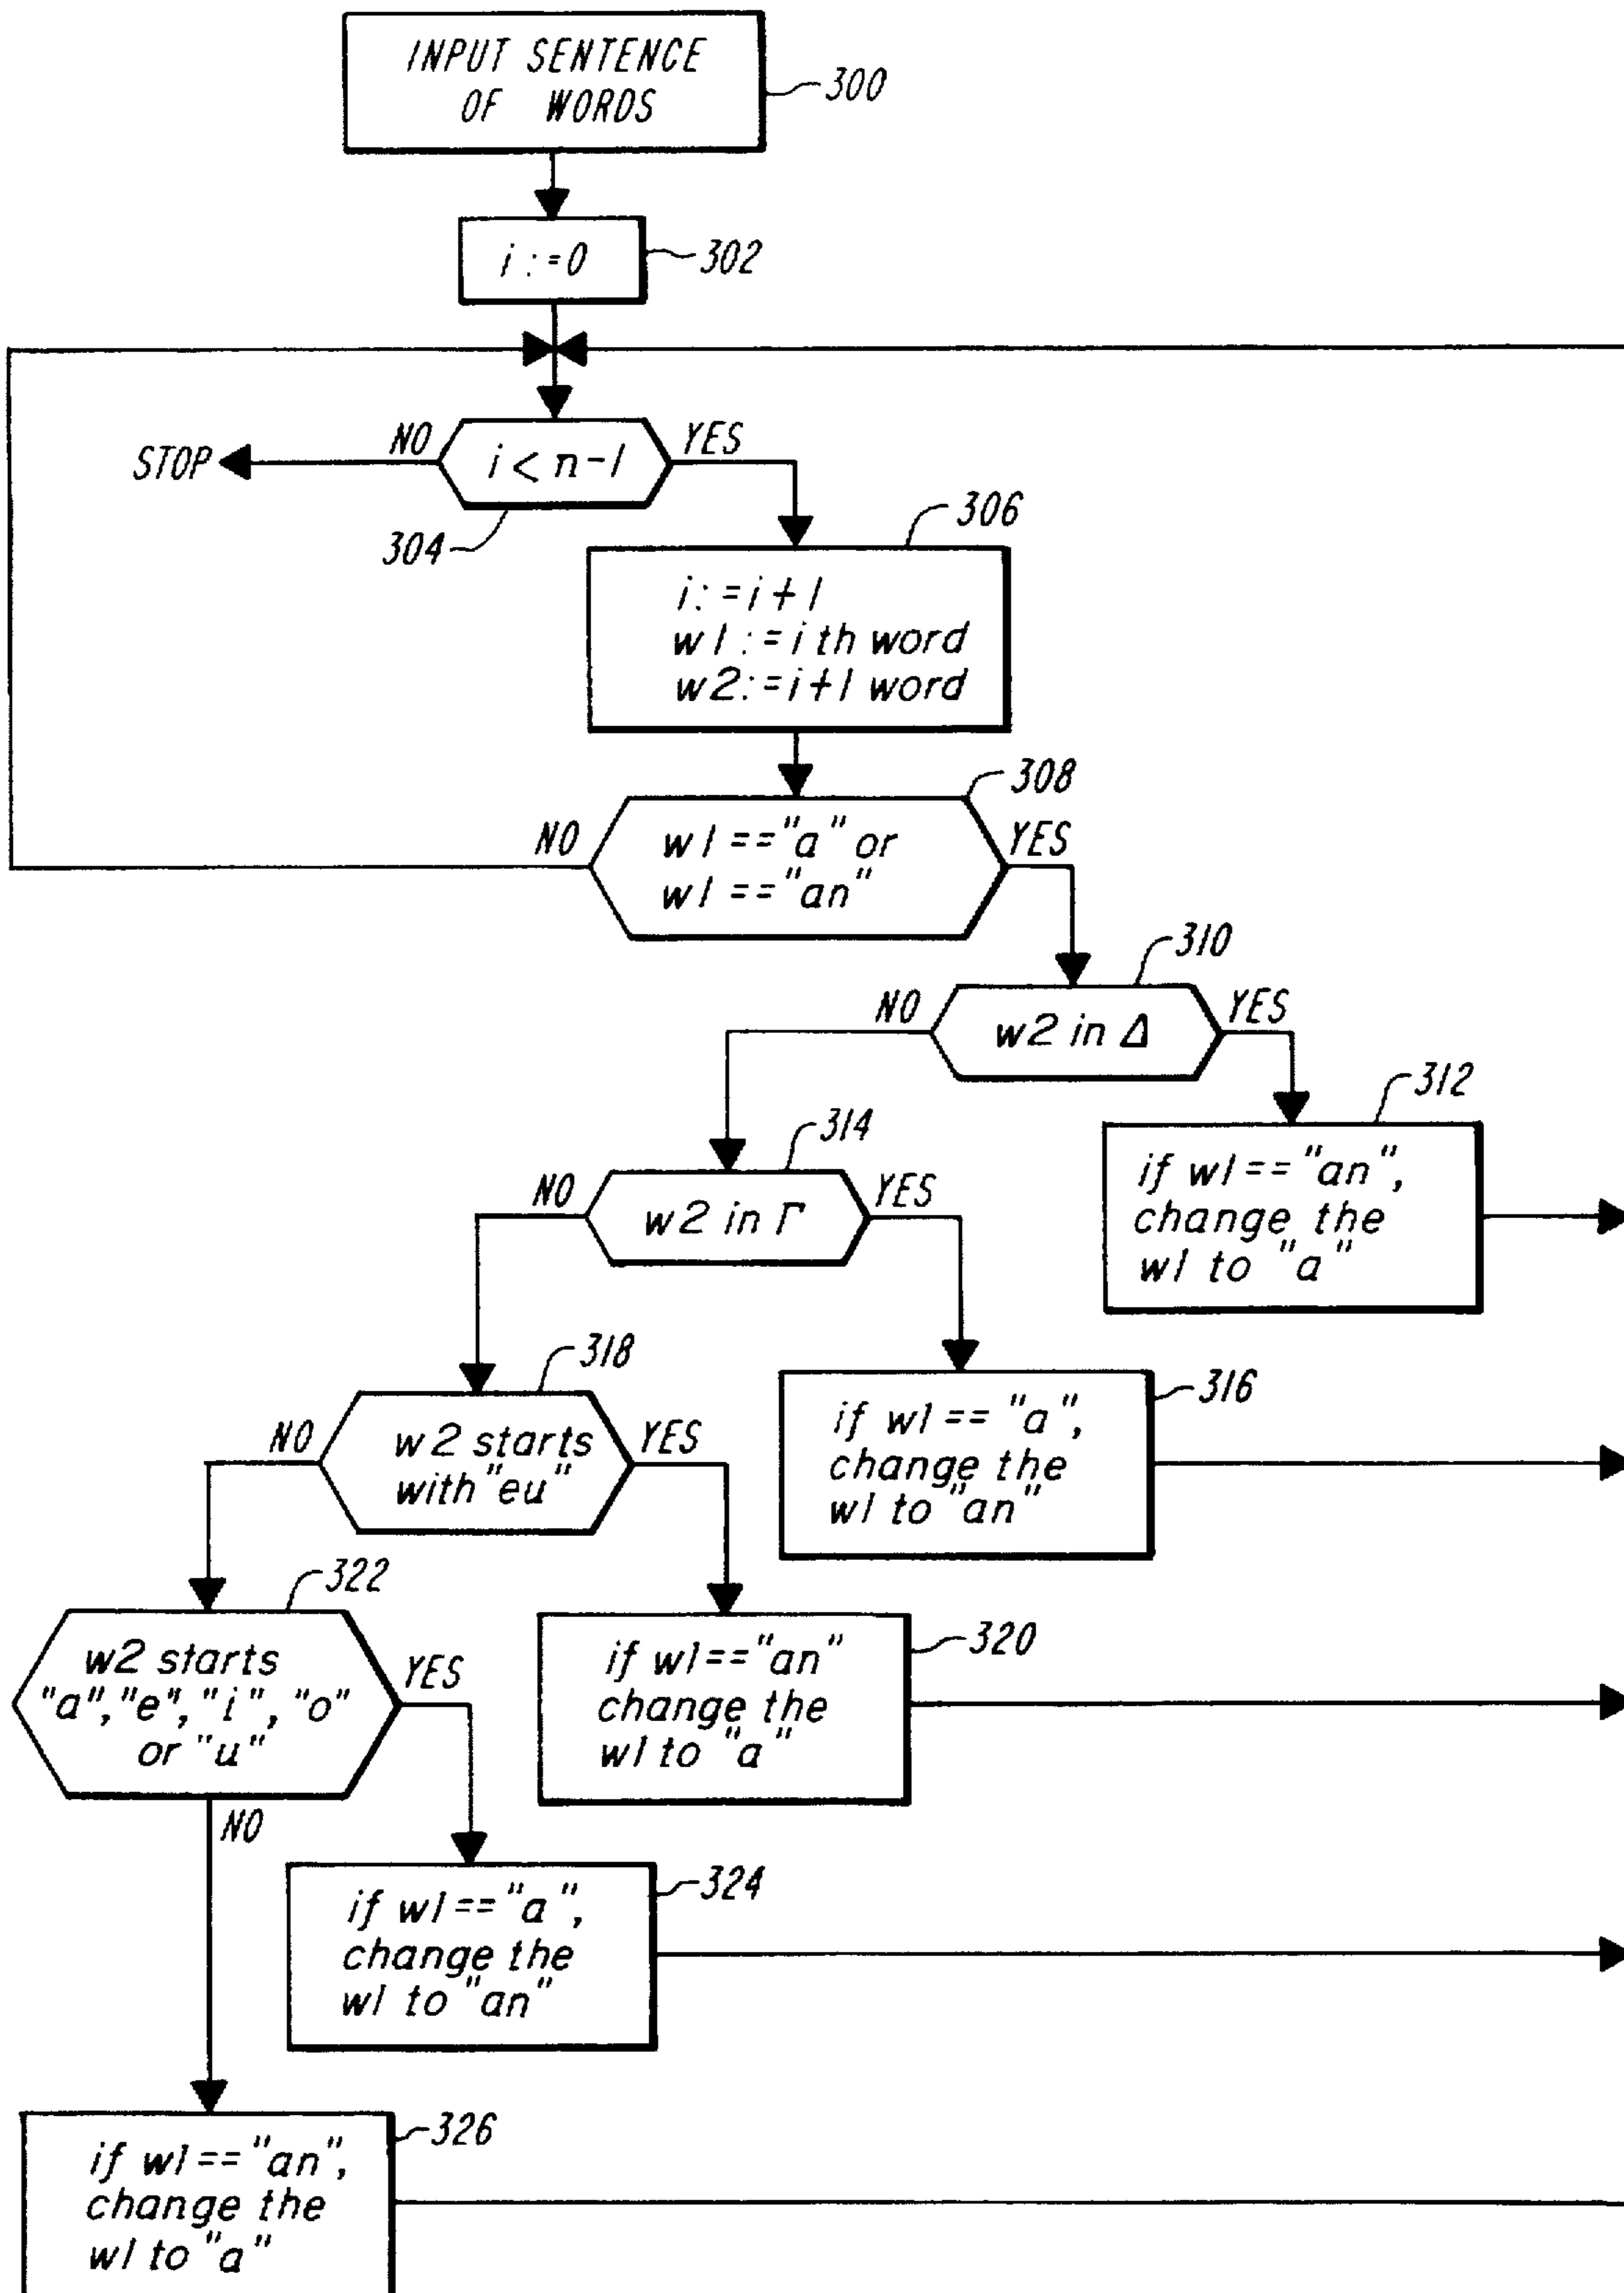 INPUT SENTENCE
OF WORDS
300
i :=0
302
NO
i < n-1
YES
STOP
304
306
i:=i+1
w1:=i th word
w2:=i+1 word
308
NO
w1=="a" or
w1=="an"
YES
310
NO
w2 in Δ
YES
312
if w1=="an",
change the
w1 to "a"
314
NO
w2 in Γ
YES
316
if w1== "a",
change the
w1 to "an"
318
NO
w2 starts
with "eu"
YES
320
if w1=="an"
change the
w1 to "a"
322
w2 starts
"a","e","i", "o"
or "u"
YES
NO
324
if w1=="a",
change the
w1 to "an"
326
if w1=="an",
change the
w1 to "a"